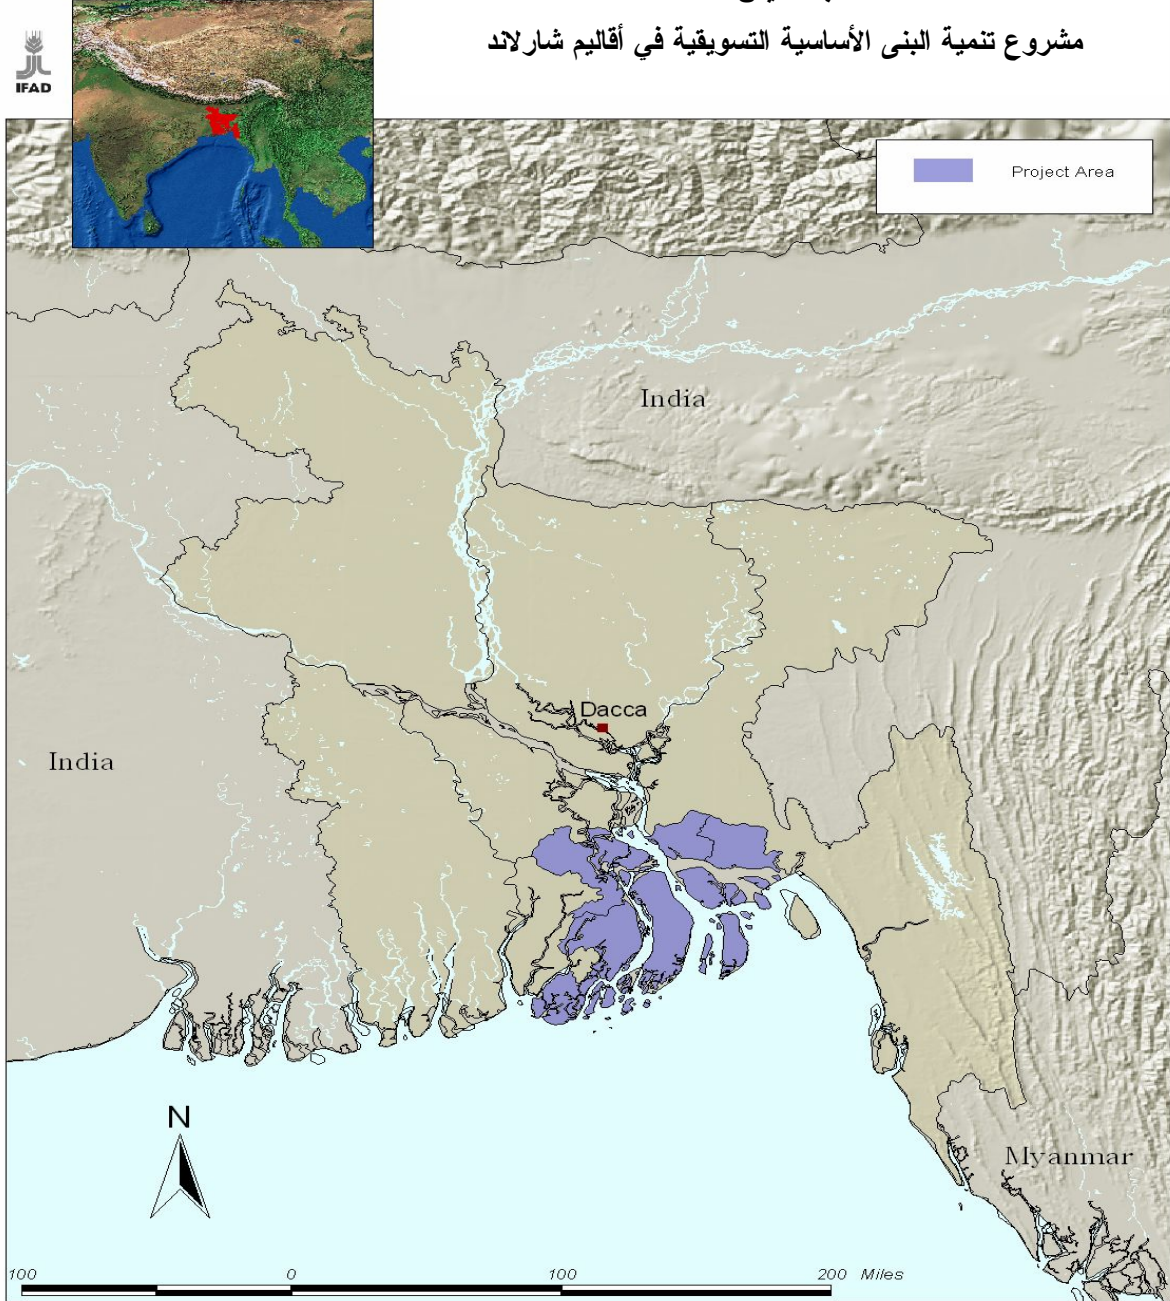 مشروع تنمية البنى الأساسية التسويقية في أقاليم شارلاند
IFAD
Project Area
India
Dacca
India
Myanmar
N
100 0 100 200 Miles